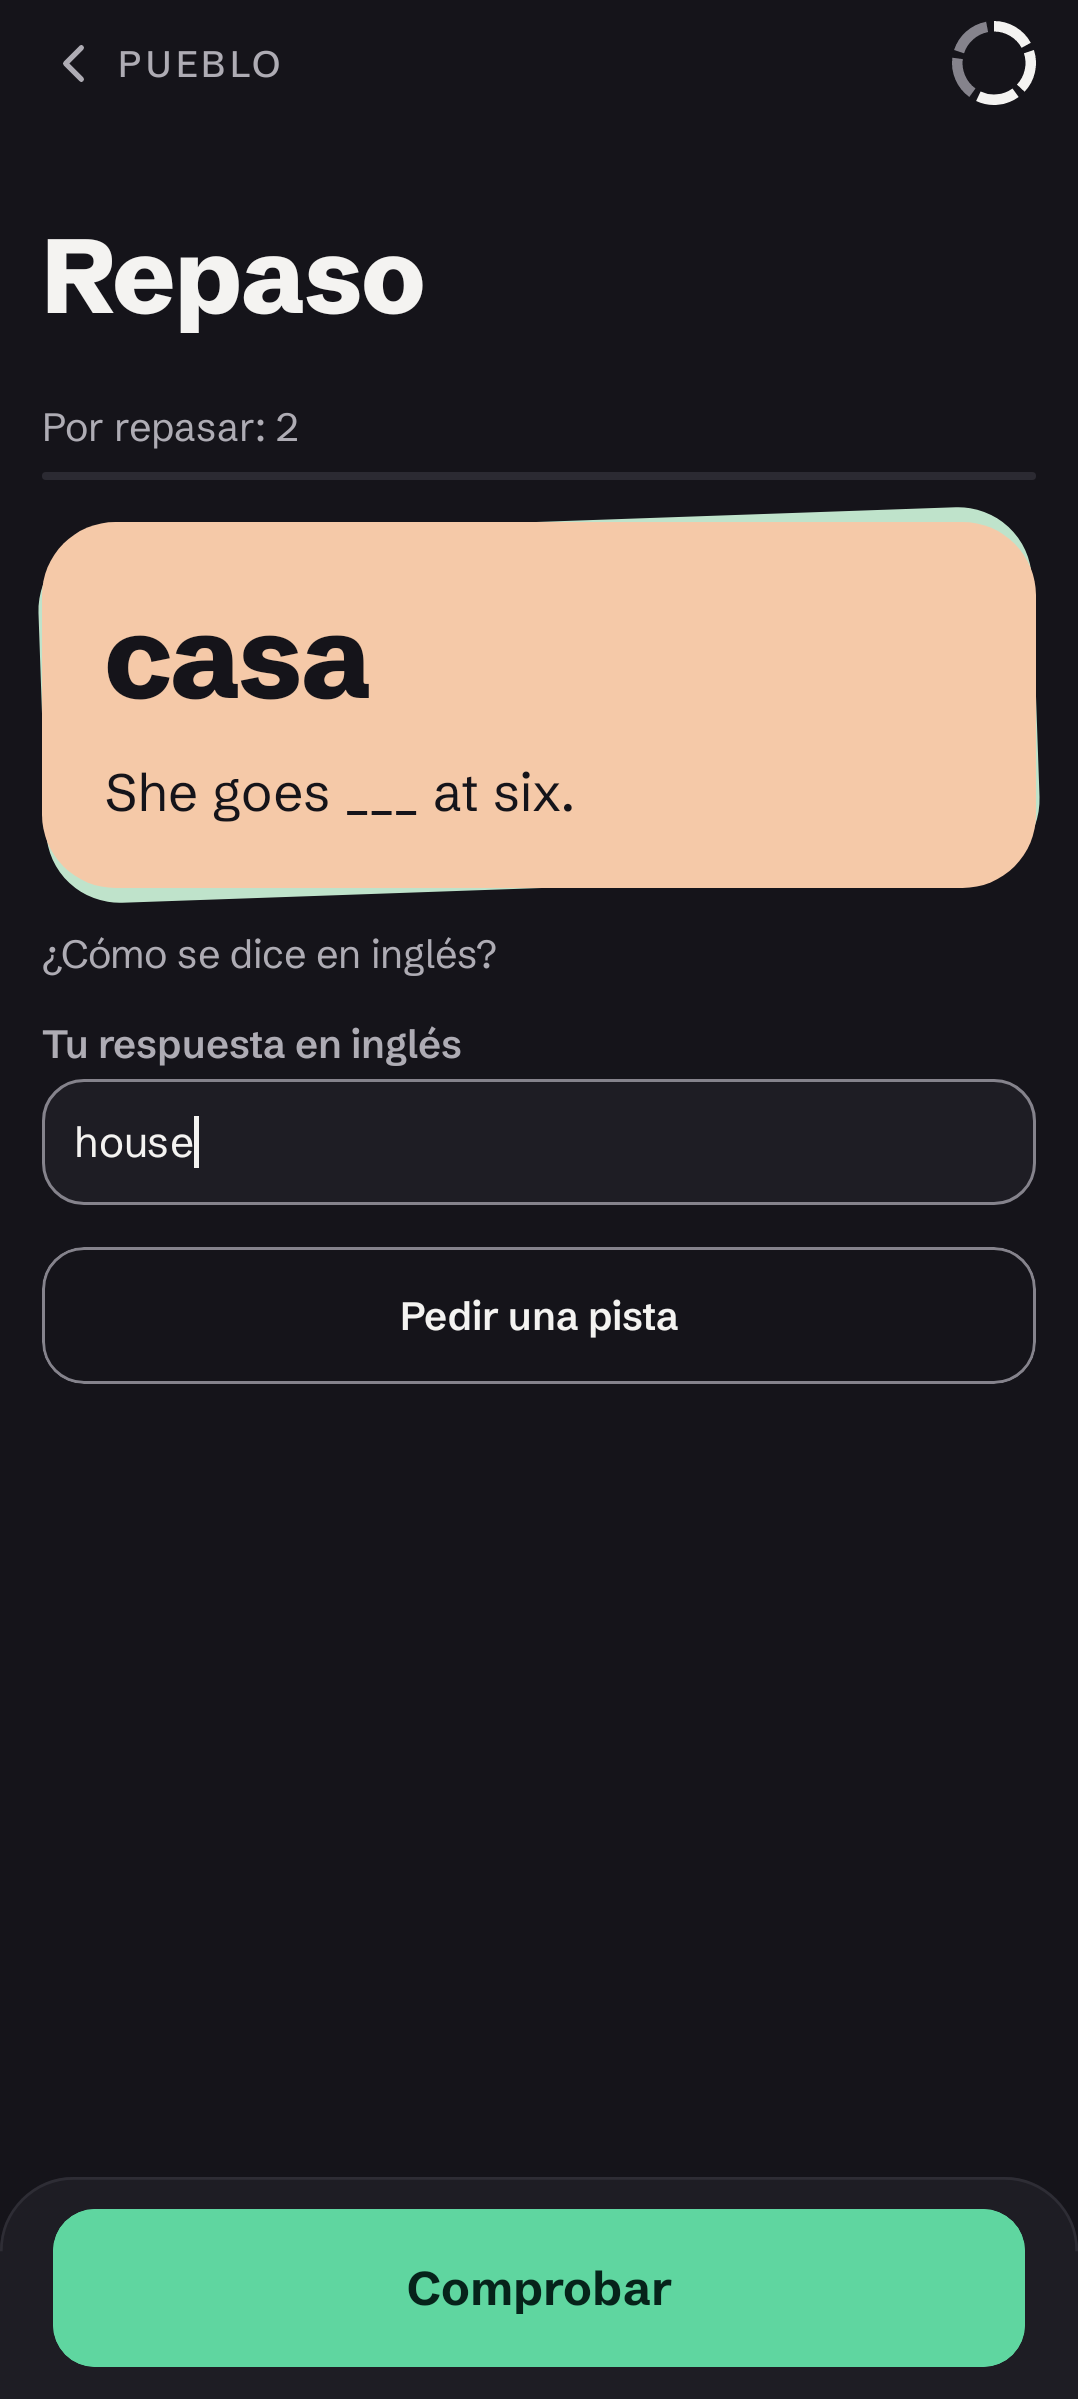 PUEBLO
Repaso
Por repasar: 2
casa
She goes ___ at six.
¿Cómo se dice en inglés?
Tu respuesta en inglés
house
Pedir una pista
Comprobar